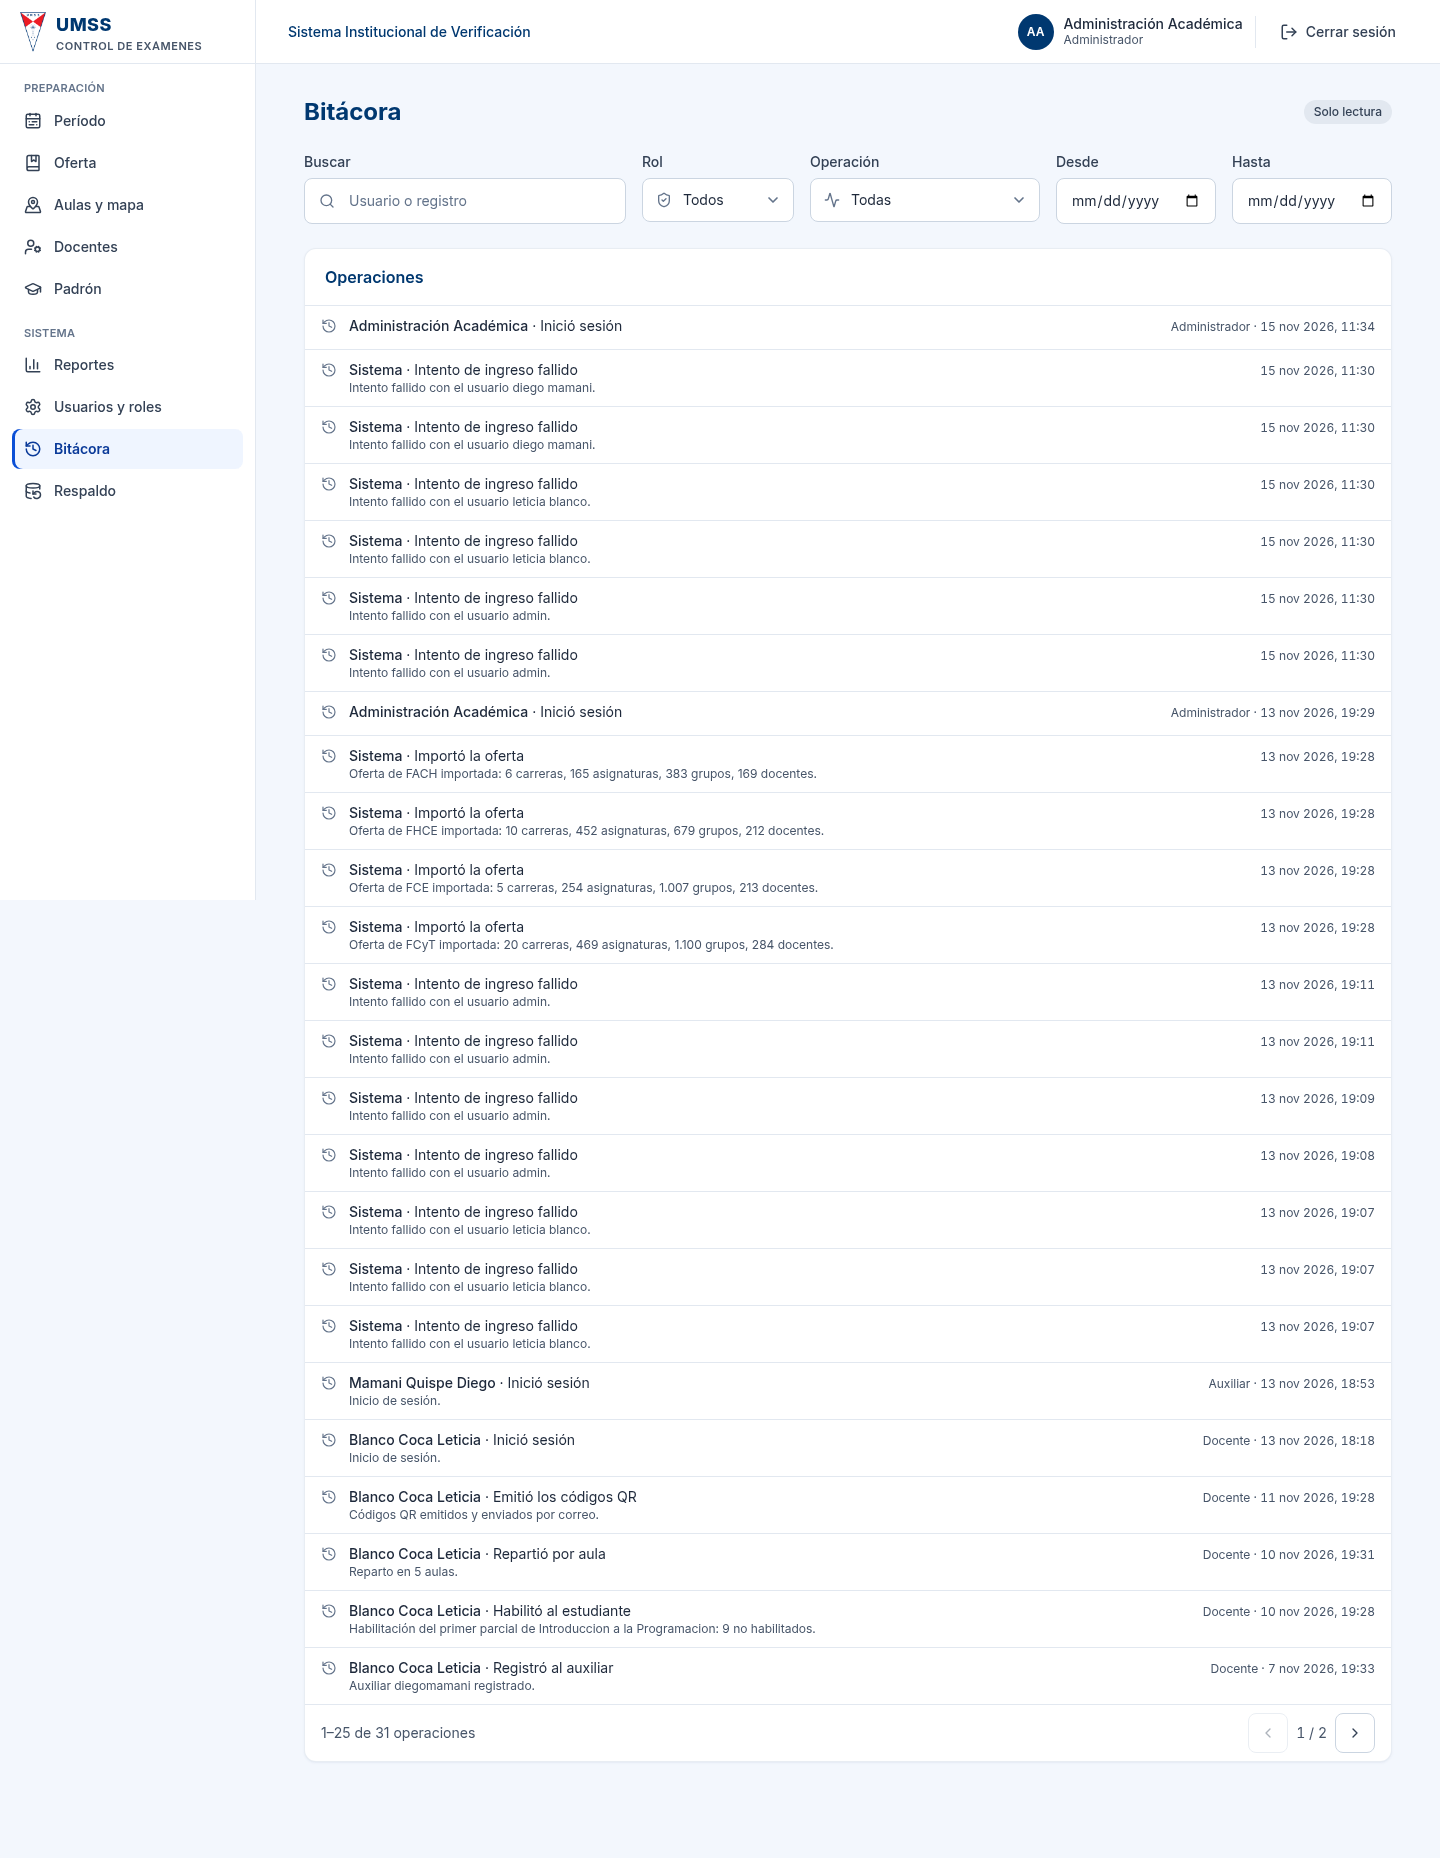 UMSS
CONTROL DE EXÁMENES
Sistema Institucional de Verificación
AA
Administración Académica
Administrador
Cerrar sesión
PREPARACIÓN
Período
Oferta
Aulas y mapa
Docentes
Padrón
SISTEMA
Reportes
Usuarios y roles
Bitácora
Respaldo
Bitácora
Solo lectura
Buscar
Rol
Operación
Desde
Hasta
Usuario o registro
Todos
Todas
mm/dd/yyyy
mm/dd/yyyy
Operaciones
Administración Académica · Inició sesión
Administrador · 15 nov 2026, 11:34
Sistema · Intento de ingreso fallido
15 nov 2026, 11:30
Intento fallido con el usuario diego mamani.
Sistema · Intento de ingreso fallido
15 nov 2026, 11:30
Intento fallido con el usuario diego mamani.
Sistema · Intento de ingreso fallido
15 nov 2026, 11:30
Intento fallido con el usuario leticia blanco.
Sistema · Intento de ingreso fallido
15 nov 2026, 11:30
Intento fallido con el usuario leticia blanco.
Sistema · Intento de ingreso fallido
15 nov 2026, 11:30
Intento fallido con el usuario admin.
Sistema · Intento de ingreso fallido
15 nov 2026, 11:30
Intento fallido con el usuario admin.
Administración Académica · Inició sesión
Administrador · 13 nov 2026, 19:29
Sistema · Importó la oferta
13 nov 2026, 19:28
Oferta de FACH importada: 6 carreras, 165 asignaturas, 383 grupos, 169 docentes.
Sistema · Importó la oferta
13 nov 2026, 19:28
Oferta de FHCE importada: 10 carreras, 452 asignaturas, 679 grupos, 212 docentes.
Sistema · Importó la oferta
13 nov 2026, 19:28
Oferta de FCE importada: 5 carreras, 254 asignaturas, 1.007 grupos, 213 docentes.
Sistema · Importó la oferta
13 nov 2026, 19:28
Oferta de FCyT importada: 20 carreras, 469 asignaturas, 1.100 grupos, 284 docentes.
Sistema · Intento de ingreso fallido
13 nov 2026, 19:11
Intento fallido con el usuario admin.
Sistema · Intento de ingreso fallido
13 nov 2026, 19:11
Intento fallido con el usuario admin.
Sistema · Intento de ingreso fallido
13 nov 2026, 19:09
Intento fallido con el usuario admin.
Sistema · Intento de ingreso fallido
13 nov 2026, 19:08
Intento fallido con el usuario admin.
Sistema · Intento de ingreso fallido
13 nov 2026, 19:07
Intento fallido con el usuario leticia blanco.
Sistema · Intento de ingreso fallido
13 nov 2026, 19:07
Intento fallido con el usuario leticia blanco.
Sistema · Intento de ingreso fallido
13 nov 2026, 19:07
Intento fallido con el usuario leticia blanco.
Mamani Quispe Diego · Inició sesión
Auxiliar · 13 nov 2026, 18:53
Inicio de sesión.
Blanco Coca Leticia · Inició sesión
Docente · 13 nov 2026, 18:18
Inicio de sesión.
Blanco Coca Leticia · Emitió los códigos QR
Docente · 11 nov 2026, 19:28
Códigos QR emitidos y enviados por correo.
Blanco Coca Leticia · Repartió por aula
Docente · 10 nov 2026, 19:31
Reparto en 5 aulas.
Blanco Coca Leticia · Habilitó al estudiante
Docente · 10 nov 2026, 19:28
Habilitación del primer parcial de Introduccion a la Programacion: 9 no habilitados.
Blanco Coca Leticia · Registró al auxiliar
Docente · 7 nov 2026, 19:33
Auxiliar diegomamani registrado.
1–25 de 31 operaciones
1 / 2